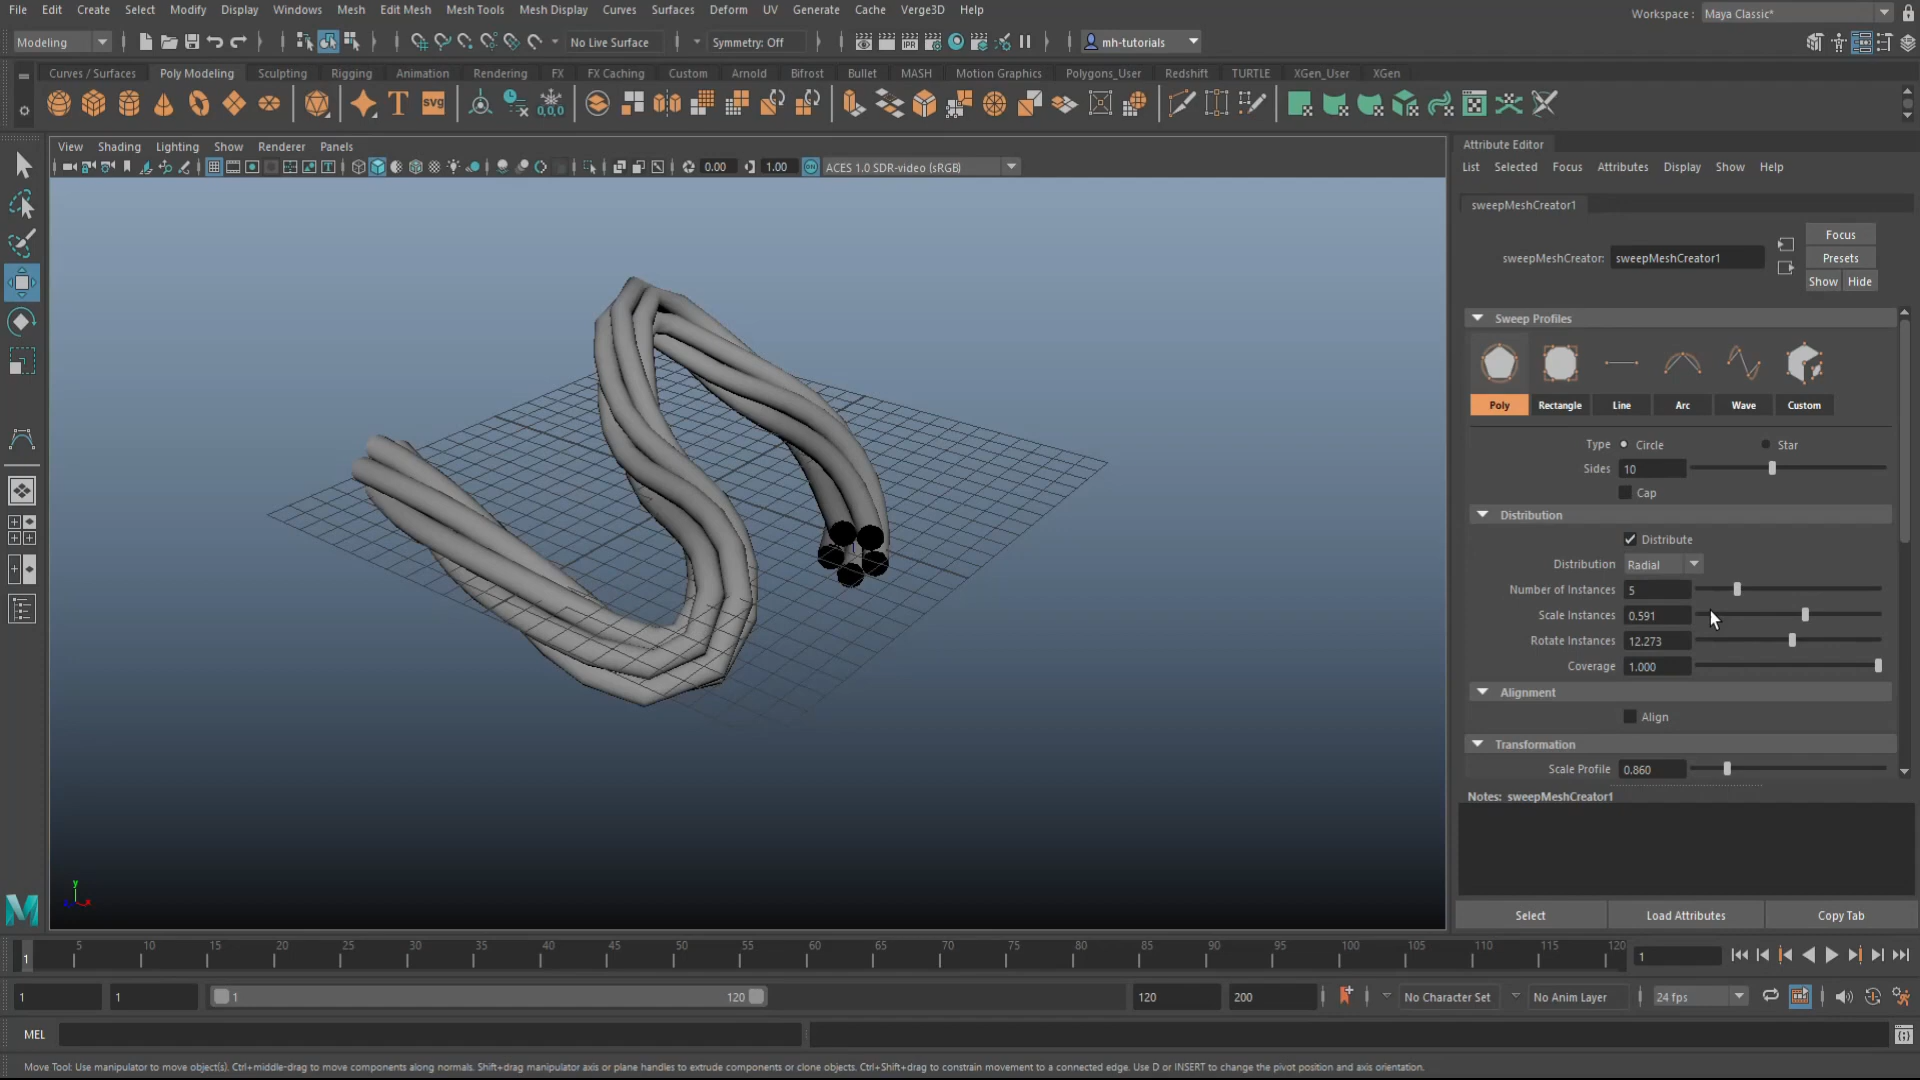 File Edit Create Select Modify Display Windows Mesh Edit Mesh Mesh Tools Mesh Display Curves Surfaces Deform UV Generate Cache Verge3D Help
Workspace : Maya Classic*
Modeling No Live Surface Symmetry: Off mh-tutorials
IPR
Curves / Surfaces Poly Modeling Sculpting Rigging Animation Rendering FX FX Caching Custom Arnold Bifrost Bullet MASH Motion Graphics Polygons_User Redshift TURTLE XGen_User XGen
T SVG 0,0,0
View Shading Lighting Show Renderer Panels
0.00 1.00 ON ACES 1.0 SDR-video (sRGB)
Attribute Editor
List Selected Focus Attributes Display Show Help
sweepMeshCreator1
sweepMeshCreator: sweepMeshCreator1
Focus
Presets
Show Hide
Sweep Profiles
Poly Rectangle Line Arc Wave Custom
Type Circle Star
Sides 10
Cap
Distribution
Distribute
Distribution Radial
Number of Instances 5
Scale Instances 0.591
Rotate Instances 12.273
Coverage 1.000
Alignment
Align
Transformation
Scale Profile 0.860
Notes: sweepMeshCreator1
Select Load Attributes Copy Tab
y
x
M
1 5 10 15 20 25 30 35 40 45 50 55 60 65 70 75 80 85 90 95 100 105 110 115 120 1
1 1 1 120 120 200 No Character Set No Anim Layer 24 fps
MEL
Move Tool: Use manipulator to move object(s). Ctrl+middle-drag to move components along normals. Shift+drag manipulator axis or plane handles to extrude components or clone objects. Ctrl+Shift+drag to constrain movement to a connected edge. Use D or INSERT to change the pivot position and axis orientation.